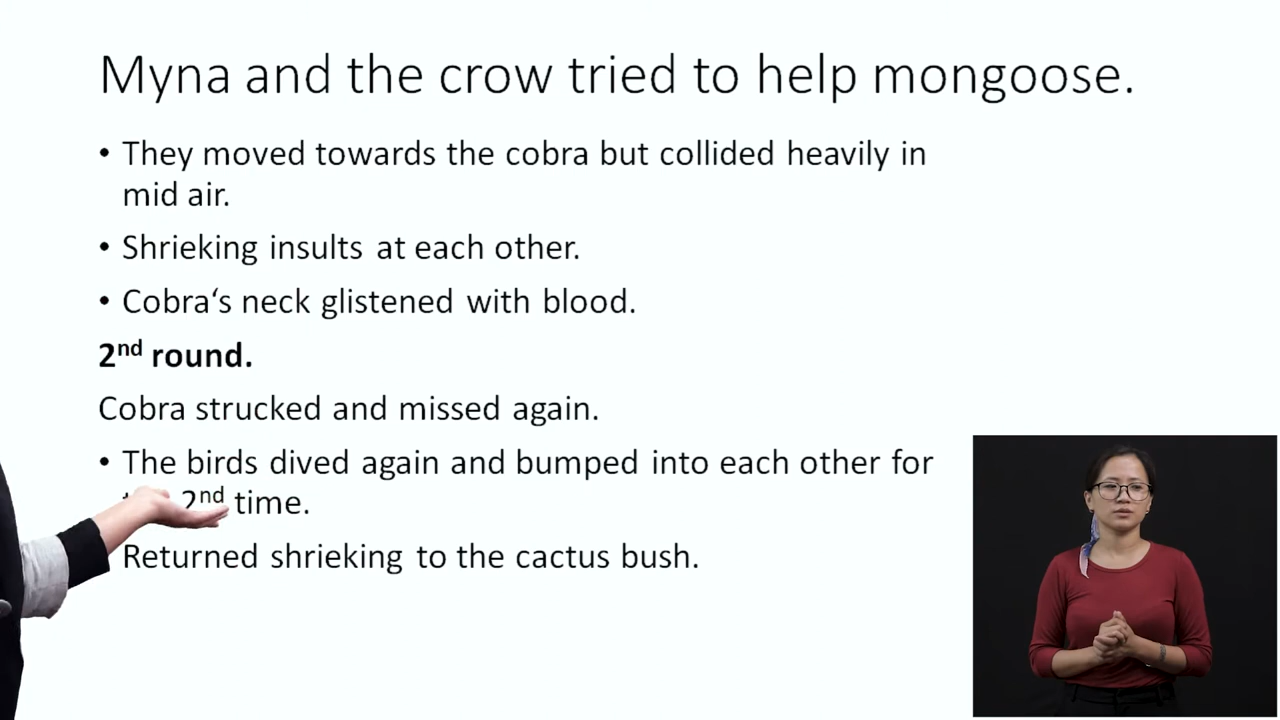 Myna and the crow tried to help mongoose.
• They moved towards the cobra but collided heavily in
mid air.
• Shrieking insults at each other.
• Cobra‘s neck glistened with blood.
2nd round.
Cobra strucked and missed again.
• The birds dived again and bumped into each other for
2nd time.
Returned shrieking to the cactus bush.